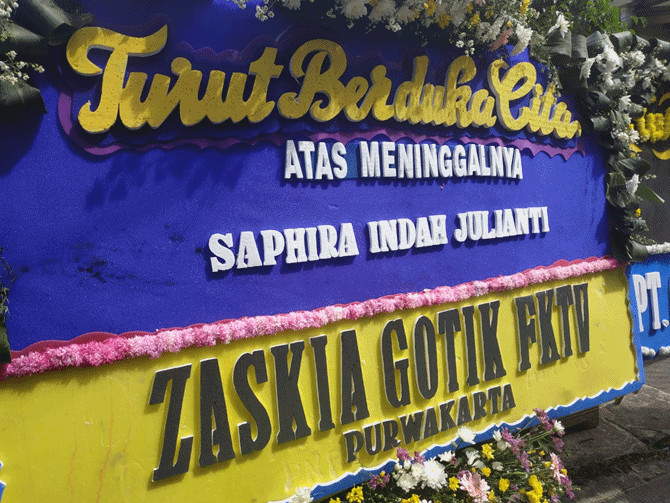 Turut Berduka Cita
ATAS MENINGGALNYA
SAPHIRA INDAH JULIANTI
ZASKIA GOTIK FKTV
PURWAKARTA
PT.